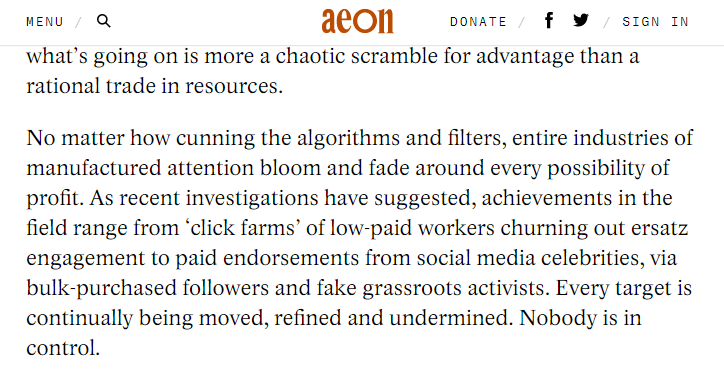 MENU / aeon DONATE / / SIGN IN
what’s going on is more a chaotic scramble for advantage than a
rational trade in resources.
No matter how cunning the algorithms and filters, entire industries of
manufactured attention bloom and fade around every possibility of
profit. As recent investigations have suggested, achievements in the
field range from ‘click farms’ of low-paid workers churning out ersatz
engagement to paid endorsements from social media celebrities, via
bulk-purchased followers and fake grassroots activists. Every target is
continually being moved, refined and undermined. Nobody is in
control.